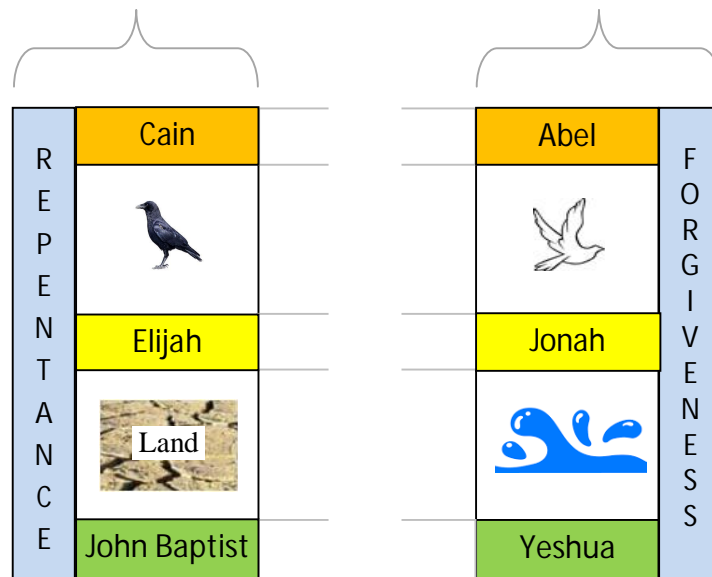 REPENTANCE
Cain
Elijah
Land
John Baptist
Abel
Jonah
Yeshua
FORGIVENESS